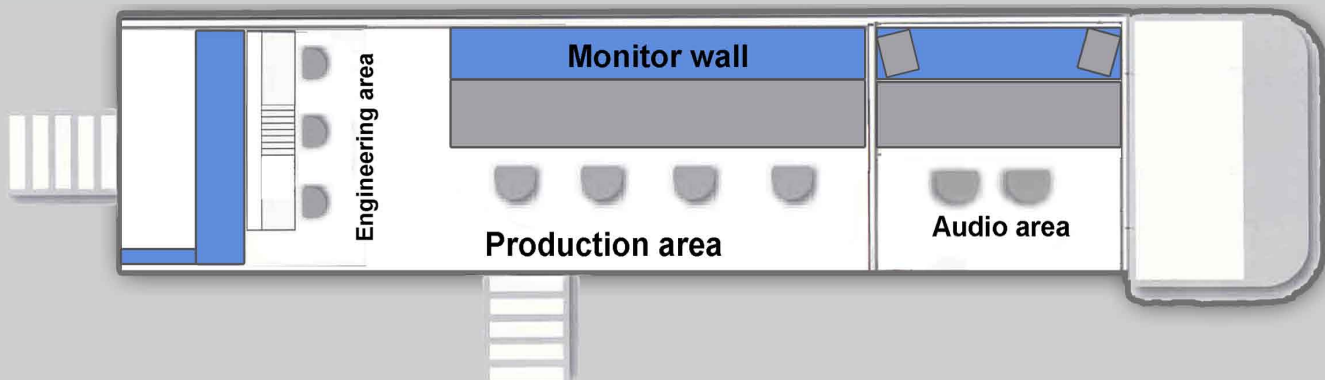 Engineering area
Monitor wall
Production area
Audio area